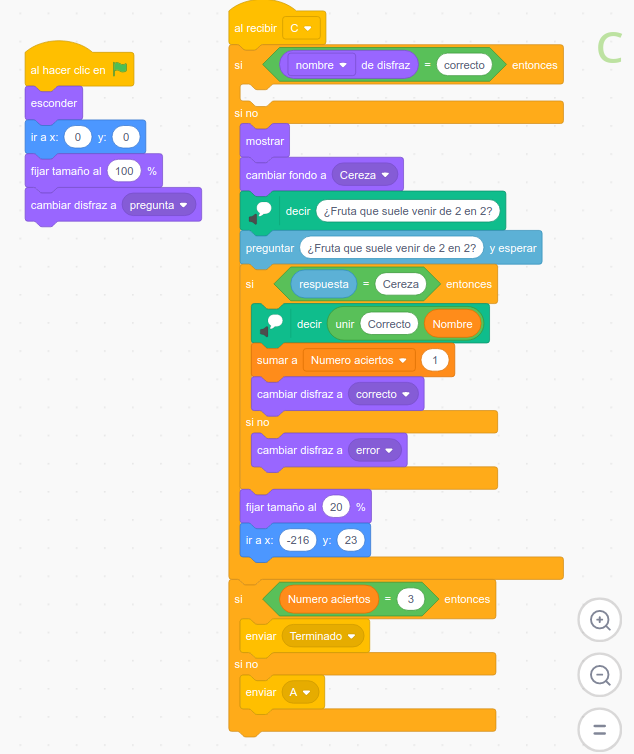 al hacer clic en
esconder
ir a x: 0 y: 0
fijar tamaño al 100 %
cambiar disfraz a pregunta
al recibir C
si nombre de disfraz = correcto entonces
si no
mostrar
cambiar fondo a Cereza
decir ¿Fruta que suele venir de 2 en 2?
preguntar ¿Fruta que suele venir de 2 en 2? y esperar
si respuesta = Cereza entonces
decir unir Correcto Nombre
sumar a Numero aciertos 1
cambiar disfraz a correcto
si no
cambiar disfraz a error
fijar tamaño al 20 %
ir a x: -216 y: 23
si Numero aciertos = 3 entonces
enviar Terminado
si no
enviar A
C